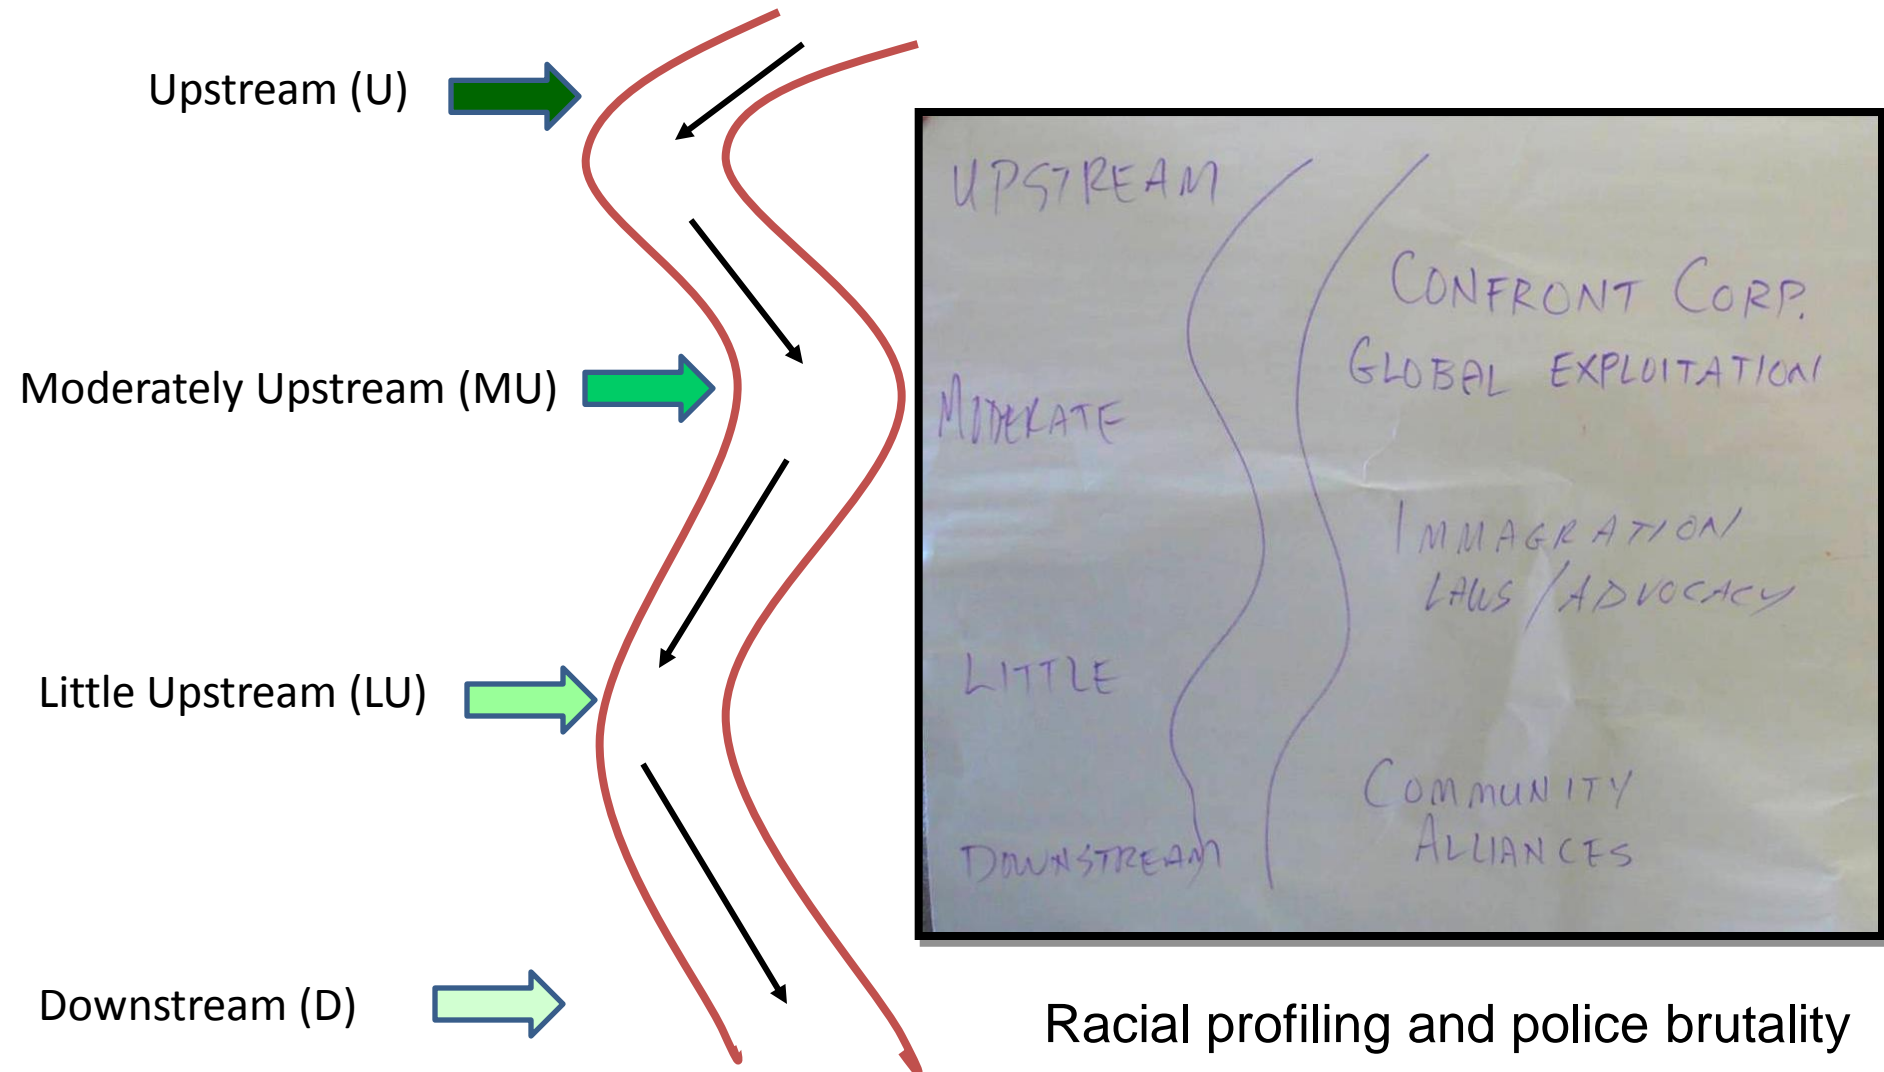 Upstream (U)
Moderately Upstream (MU)
Little Upstream (LU)
Downstream (D)
UPSTREAM
CONFRONT CORP.
GLOBAL EXPLOITATION
MODERATE
IMMAGRATION
LAWS/ADVOCACY
LITTLE
COMMUNITY
ALLIANCES
DOWNSTREAM
Racial profiling and police brutality